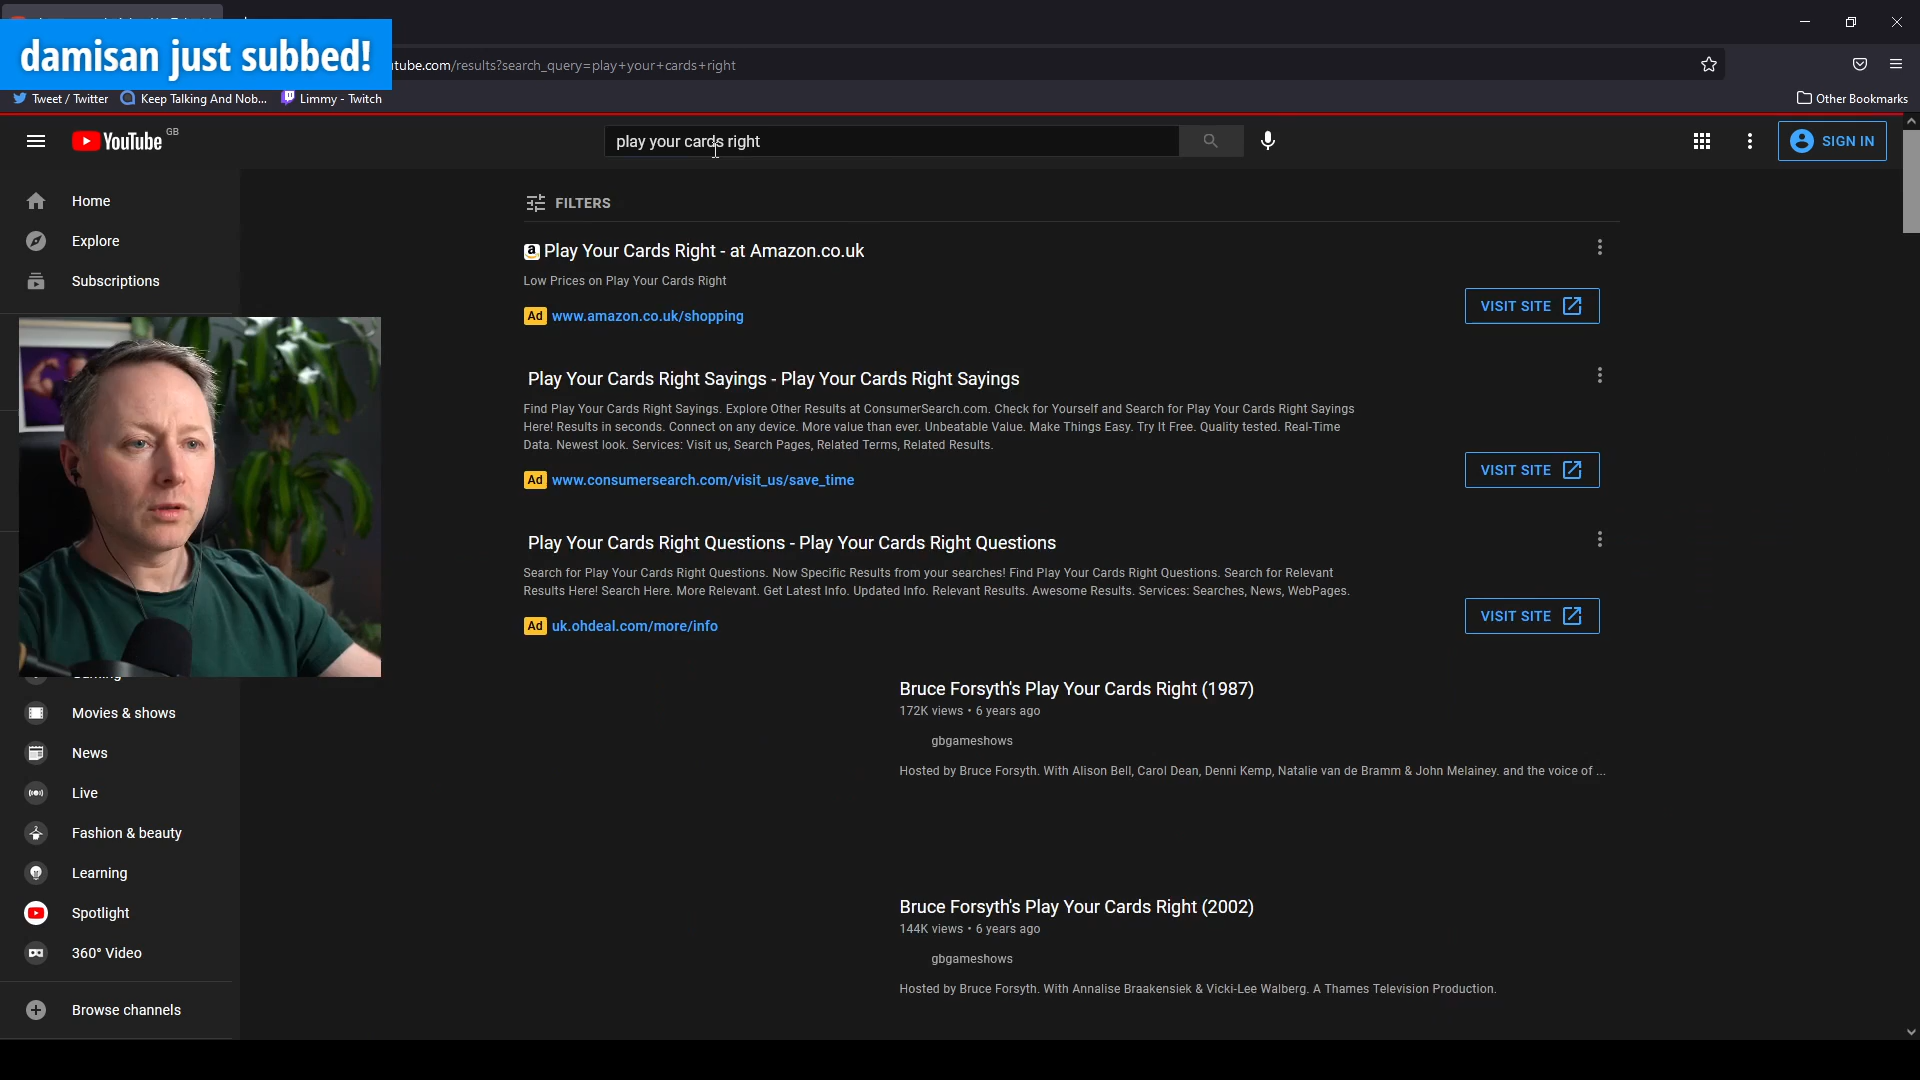 damisan just subbed!
tube.com/results?search_query=play+your+cards+right
Tweet / Twitter
Keep Talking And Nob...
Limmy - Twitch
Other Bookmarks
YouTube GB
play your cards right
SIGN IN
Home
Explore
Subscriptions
Movies & shows
News
Live
Fashion & beauty
Learning
Spotlight
360° Video
Browse channels
FILTERS
a Play Your Cards Right - at Amazon.co.uk
Low Prices on Play Your Cards Right
Ad www.amazon.co.uk/shopping
VISIT SITE
Play Your Cards Right Sayings - Play Your Cards Right Sayings
Find Play Your Cards Right Sayings. Explore Other Results at ConsumerSearch.com. Check for Yourself and Search for Play Your Cards Right Sayings
Here! Results in seconds. Connect on any device. More value than ever. Unbeatable Value. Make Things Easy. Try It Free. Quality tested. Real-Time
Data. Newest look. Services: Visit us, Search Pages, Related Terms, Related Results.
Ad www.consumersearch.com/visit_us/save_time
VISIT SITE
Play Your Cards Right Questions - Play Your Cards Right Questions
Search for Play Your Cards Right Questions. Now Specific Results from your searches! Find Play Your Cards Right Questions. Search for Relevant
Results Here! Search Here. More Relevant. Get Latest Info. Updated Info. Relevant Results. Awesome Results. Services: Searches, News, WebPages.
Ad uk.ohdeal.com/more/info
VISIT SITE
Bruce Forsyth's Play Your Cards Right (1987)
172K views • 6 years ago
gbgameshows
Hosted by Bruce Forsyth. With Alison Bell, Carol Dean, Denni Kemp, Natalie van de Bramm & John Melainey. and the voice of ...
Bruce Forsyth's Play Your Cards Right (2002)
144K views • 6 years ago
gbgameshows
Hosted by Bruce Forsyth. With Annalise Braakensiek & Vicki-Lee Walberg. A Thames Television Production.